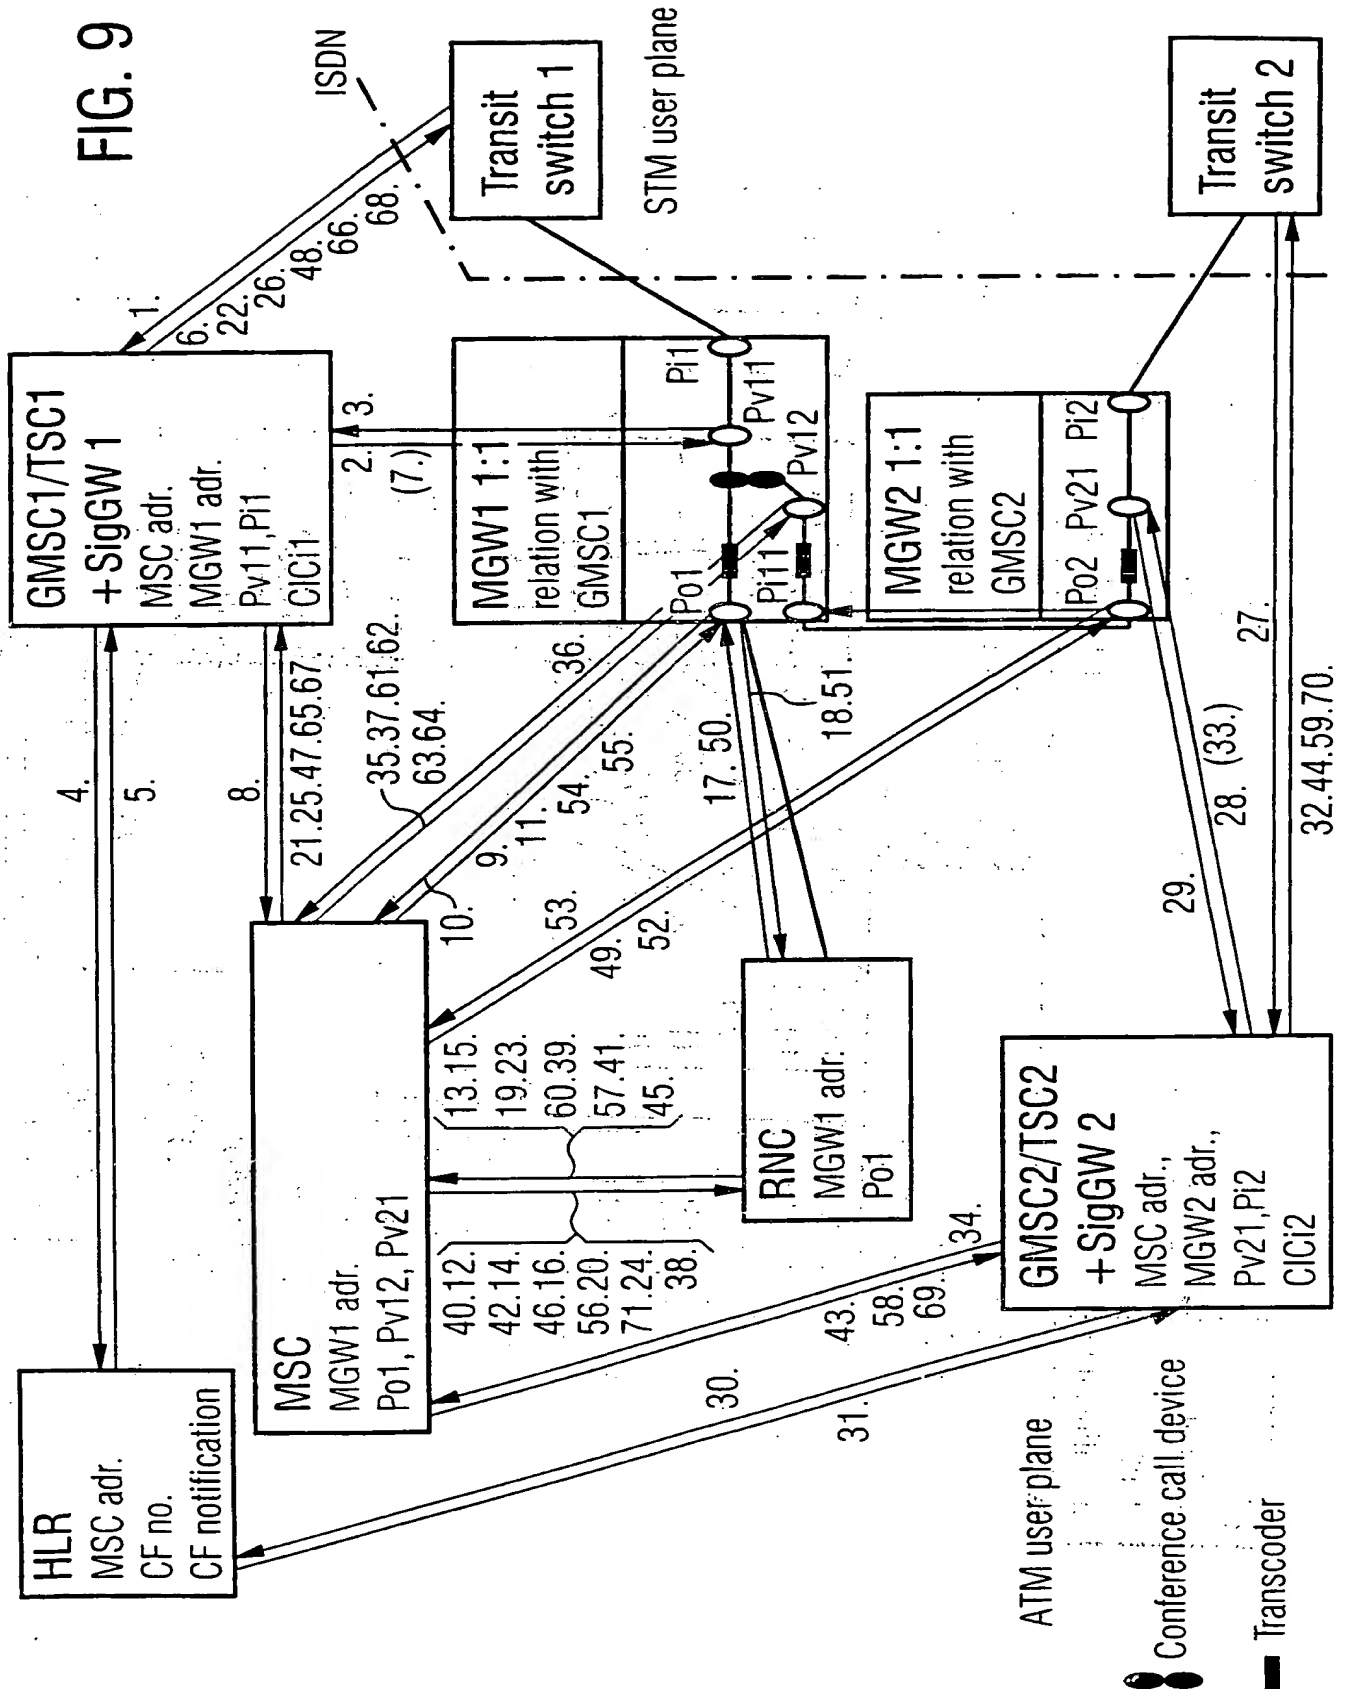 FIG. 9
HLR
MSC adr.
CF no.
CF notification
4.
5.
GMSC1/TSC1
+SigGW 1
MSC adr.
MGW1 adr.
Pv11,Pi1
CICi1
1.
6.
22.
26.
48.
66.
68.
ISDN
Transit
switch 1
STM user plane
8.
21.25.47.65.67.
2.
3.
(7.)
MSC
MGW1 adr.
Po1, Pv12, Pv21
35.37.61.62.
63.64.
36.
9.
10.
11.
54.
55.
MGW1 1:1
relation with
GMSC1
Po1
Pi11
Pi1
Pv11
Pv12
17.
50.
18.51.
53.
49.
52.
13.15.
19.23.
60.39.
57.41.
45.
40.12.
42.14.
46.16.
56.20.
71.24.
38.
RNC
MGW1 adr.
Po1
MGW2 1:1
relation with
GMSC2
Po2
Pv21
Pi2
Transit
switch 2
27.
28.
(33.)
29.
32.44.59.70.
30.
31.
43.
58.
69.
34.
GMSC2/TSC2
+SigGW 2
MSC adr.,
MGW2 adr.,
Pv21,Pi2
CICi2
ATM user plane
Conference call device
Transcoder